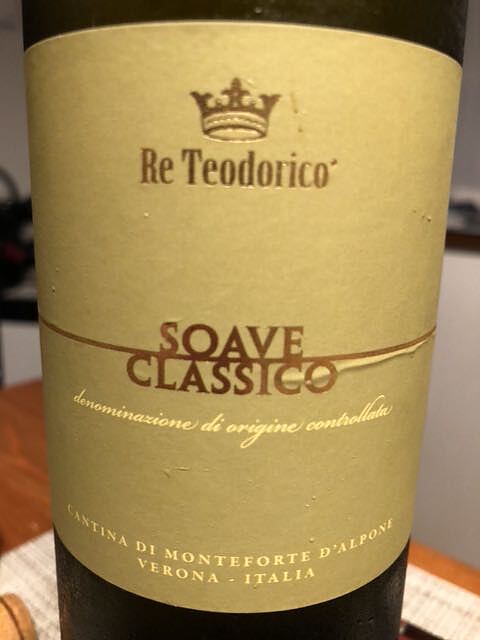 Re Teodorico
SOAVE
CLASSICO
denominazione di origine controllata
CANTINA DI MONTEFORTE D'ALPONE
VERONA - ITALIA